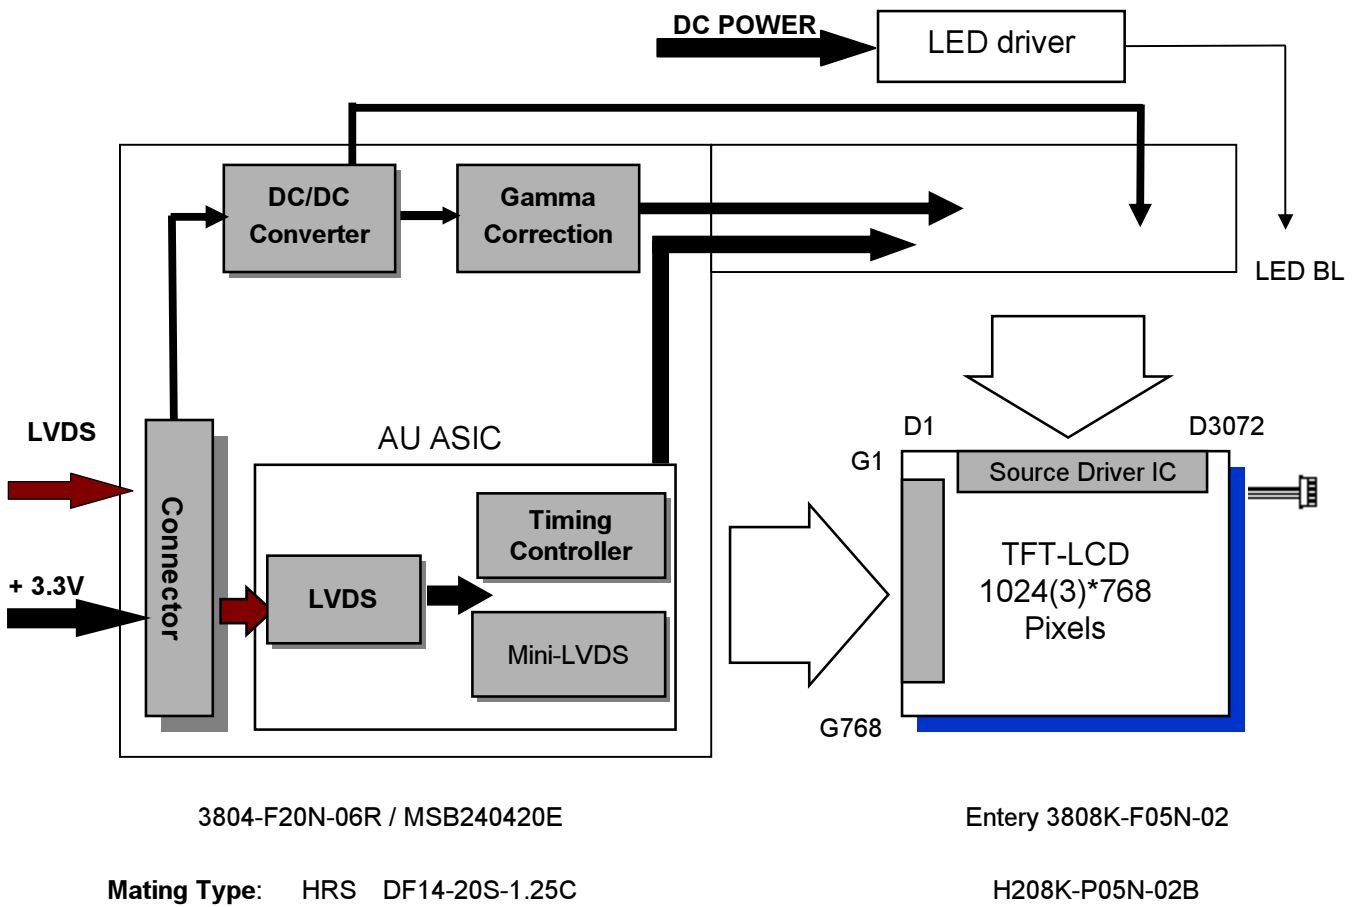 DC POWER
LED driver
DC/DC
Converter
Gamma
Correction
LED BL
LVDS
AU ASIC
D1
D3072
G1
Source Driver IC
Connector
Timing
Controller
TFT-LCD
1024(3)*768
Pixels
+ 3.3V
LVDS
Mini-LVDS
G768
3804-F20N-06R / MSB240420E
Entery 3808K-F05N-02
Mating Type: HRS DF14-20S-1.25C
H208K-P05N-02B